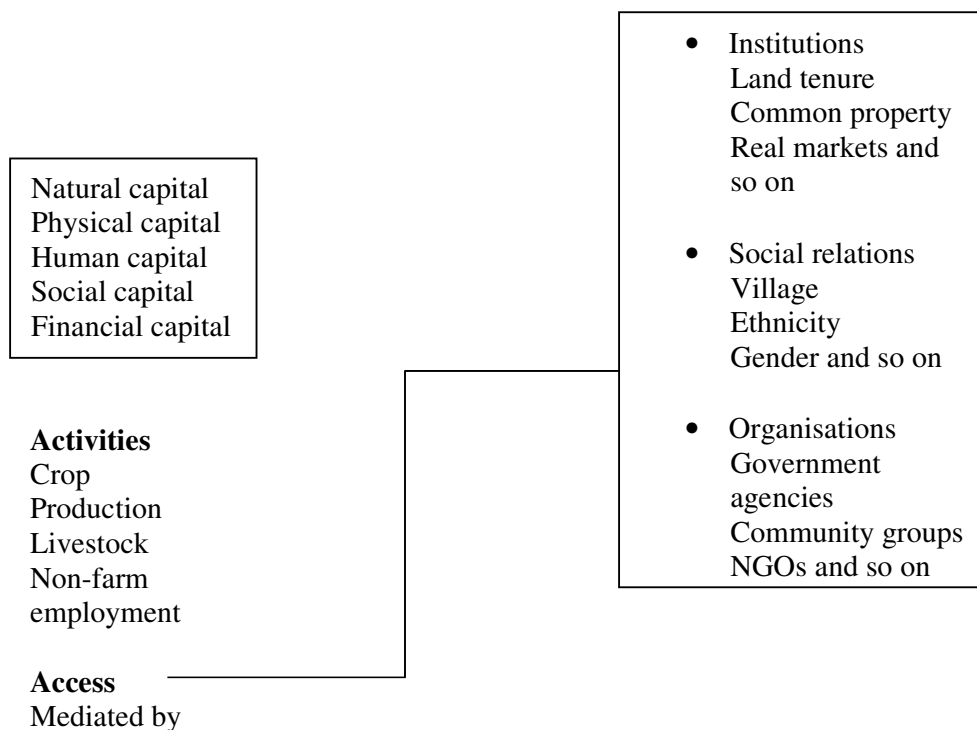 Natural capital
Physical capital
Human capital
Social capital
Financial capital
Activities
Crop
Production
Livestock
Non-farm
employment
Access
Mediated by
• Institutions
Land tenure
Common property
Real markets and
so on
• Social relations
Village
Ethnicity
Gender and so on
• Organisations
Government
agencies
Community groups
NGOs and so on